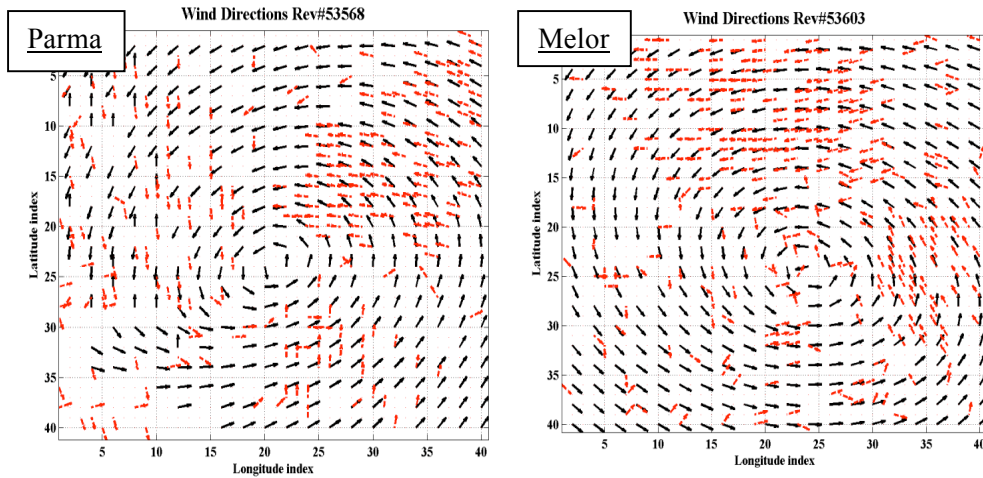 Wind Directions Rev#53568
Parma
Latitude index
5
10
15
20
25
30
35
40
5 10 15 20 25 30 35 40
Longitude index
Wind Directions Rev#53603
Melor
Latitude index
5
10
15
20
25
30
35
40
5 10 15 20 25 30 35 40
Longitude index